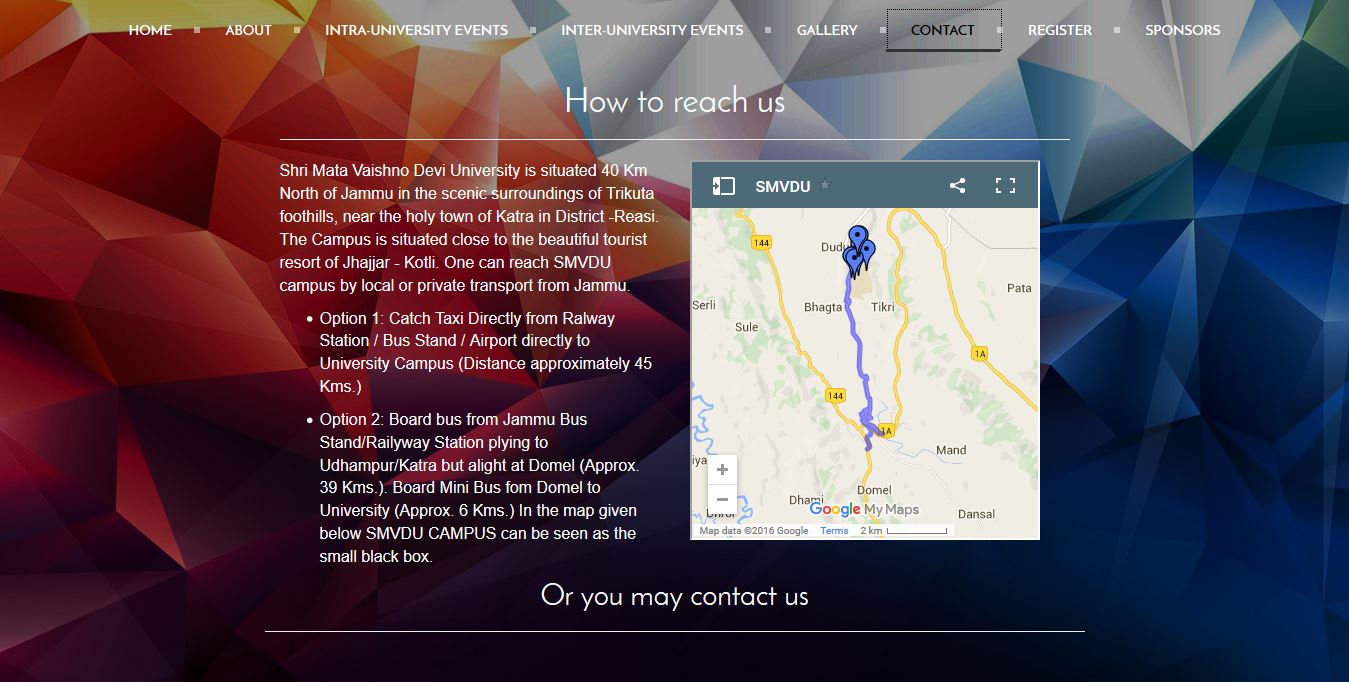 HOME ABOUT INTRA-UNIVERSITY EVENTS INTER-UNIVERSITY EVENTS GALLERY CONTACT REGISTER SPONSORS
How to reach us
Shri Mata Vaishno Devi University is situated 40 Km
North of Jammu in the scenic surroundings of Trikuta
foothills, near the holy town of Katra in District -Reasi.
The Campus is situated close to the beautiful tourist
resort of Jhajjar - Kotli. One can reach SMVDU
campus by local or private transport from Jammu.
• Option 1: Catch Taxi Directly from Ralway
Station / Bus Stand / Airport directly to
University Campus (Distance approximately 45
Kms.)
• Option 2: Board bus from Jammu Bus
Stand/Railyway Station plying to
Udhampur/Katra but alight at Domel (Approx.
39 Kms.). Board Mini Bus fom Domel to
University (Approx. 6 Kms.) In the map given
below SMVDU CAMPUS can be seen as the
small black box.
SMVDU
144
Pata
Serli
Bhagta
Tikri
Sule
1A
144
1A
Mand
Domel
Dhami
Google My Maps
Dansal
Map data ©2016 Google Terms 2 km
Or you may contact us